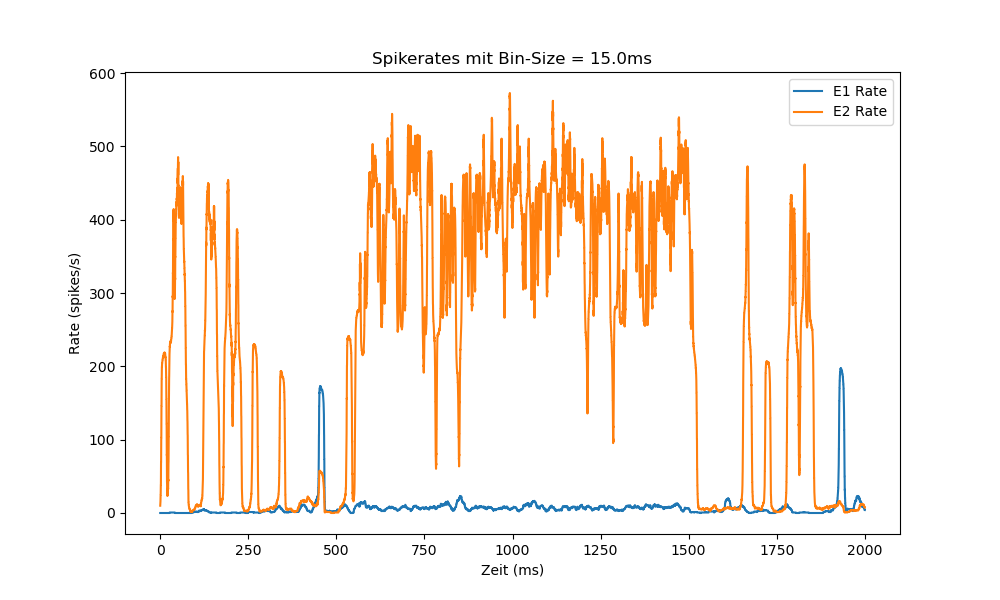 Spikerates mit Bin-Size = 15.0ms
E1 Rate
E2 Rate
Rate (spikes/s)
600
500
400
300
200
100
0
0 250 500 750 1000 1250 1500 1750 2000
Zeit (ms)